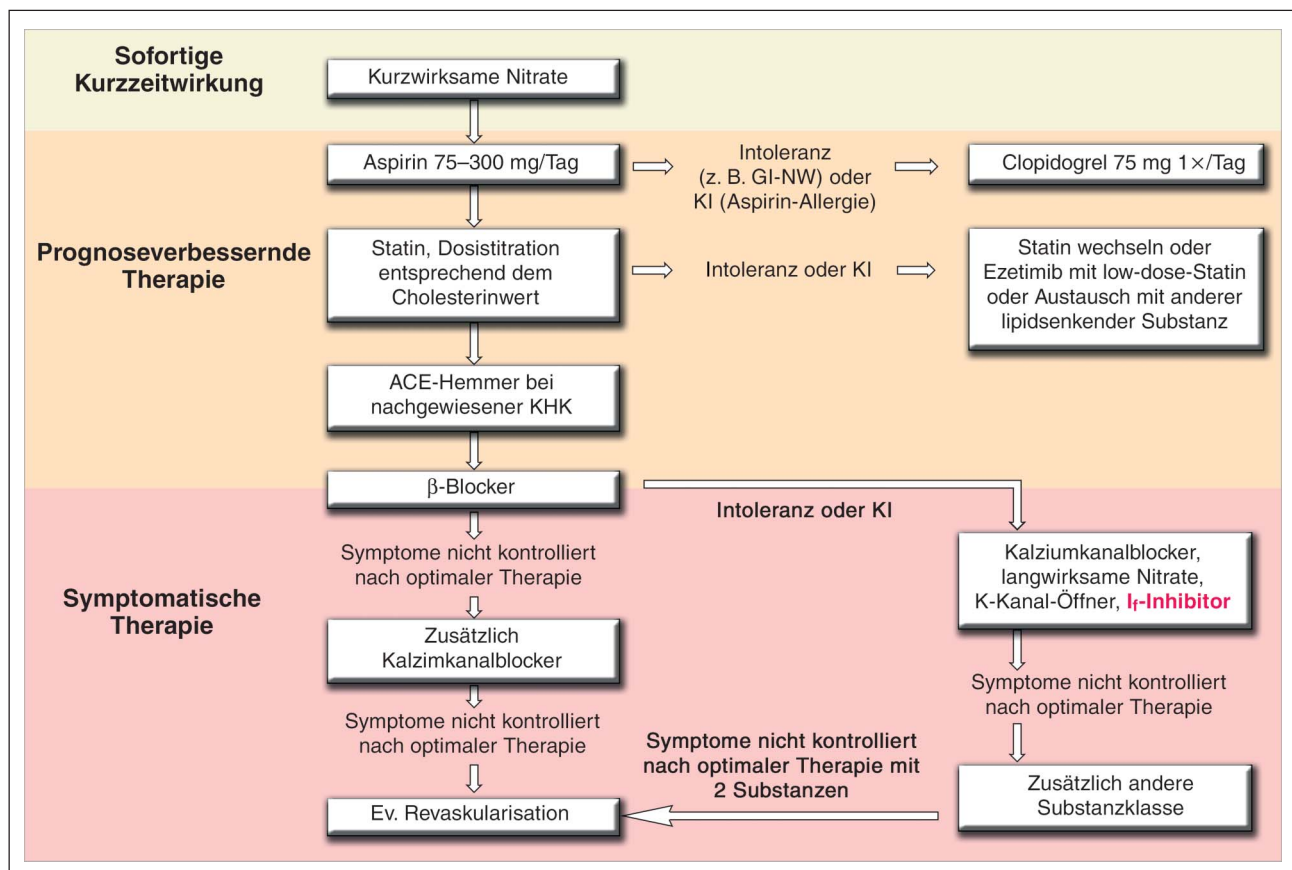 Sofortige
Kurzzeitwirkung
Kurzwirksame Nitrate
Aspirin 75–300 mg/Tag
Intoleranz
(z. B. GI-NW) oder
KI (Aspirin-Allergie)
Clopidogrel 75 mg 1×/Tag
Prognoseverbessernde
Therapie
Statin, Dosistitration
entsprechend dem
Cholesterinwert
Intoleranz oder KI
Statin wechseln oder
Ezetimib mit low-dose-Statin
oder Austausch mit anderer
lipidsenkender Substanz
ACE-Hemmer bei
nachgewiesener KHK
β-Blocker
Intoleranz oder KI
Symptomatische
Therapie
Symptome nicht kontrolliert
nach optimaler Therapie
Kalziumkanalblocker,
langwirksame Nitrate,
K-Kanal-Öffner, If-Inhibitor
Zusätzlich
Kalzimkanalblocker
Symptome nicht kontrolliert
nach optimaler Therapie
Symptome nicht kontrolliert
nach optimaler Therapie
Symptome nicht kontrolliert
nach optimaler Therapie mit
2 Substanzen
Zusätzlich andere
Substanzklasse
Ev. Revaskularisation